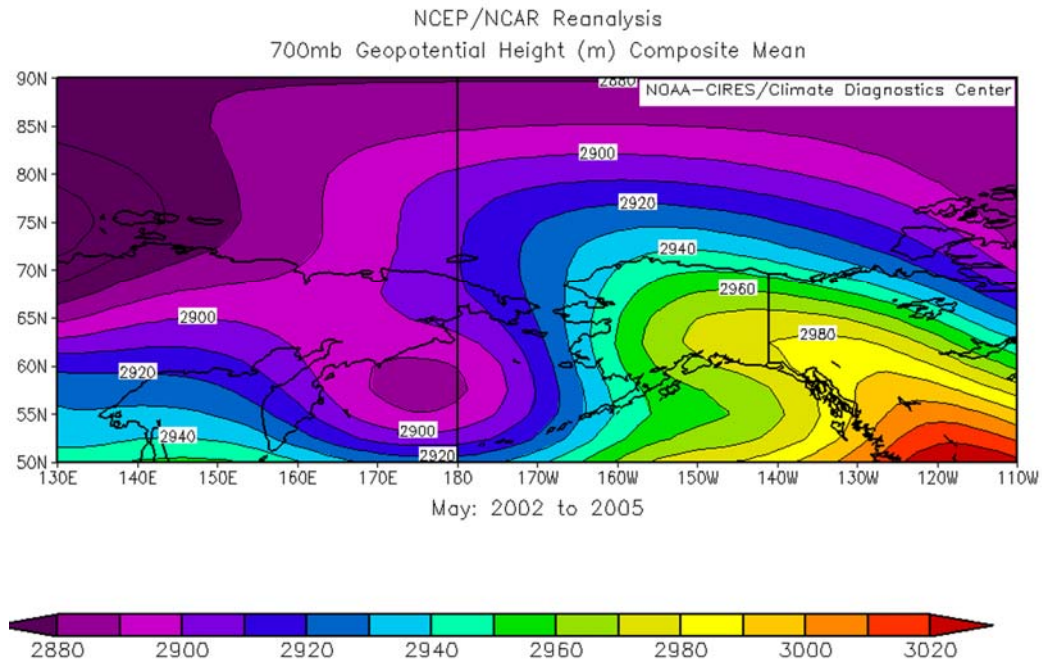 NCEP/NCAR Reanalysis
700mb Geopotential Height (m) Composite Mean
90N
2880
NOAA-CIRES/Climate Diagnostics Center
85N
2900
80N
2920
75N
2940
70N
2960
65N
2900
2980
60N
2920
55N
2940
2900
2920
50N
130E 140E 150E 160E 170E 180 170W 160W 150W 140W 130W 120W 110W
May: 2002 to 2005
2880 2900 2920 2940 2960 2980 3000 3020